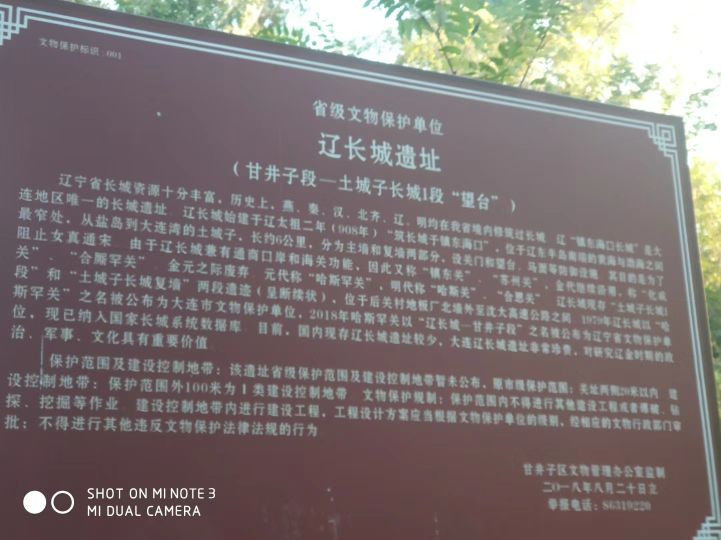 文物保护标识:001
省级文物保护单位
辽长城遗址
(甘井子段—土城子长城1段“望台”)
辽宁省长城资源十分丰富,历史上,燕、秦、汉、北齐、辽、明均在我省境内修筑过长城 辽“镇东海口长城”是大
连地区唯一的长城遗址 辽长城始建于辽太祖二年(908年)“筑长城于镇东海口”,位于辽东半岛南端的黄海与渤海之间
最窄处,从盐岛到大连湾的土城子,长约6公里,分为主墙和复墙两部分,设关门和望台、马面等防御设施 其目的是为了
阻止女真通宋 由于辽长城兼有通商口岸和海关功能,因此又称“镇东关”、“苏州关”,金代继续沿用,称“化成
关”、“合厮罕关” 金元之际废弃 元代称“哈斯罕关”,明代称“哈斯关”、“合思关” 辽长城现存“土城子长城1
段”和“土城子长城复墙”两段遗迹(呈断续状),位于后关村地板厂北墙外至沈大高速公路之间 1979年辽长城以“哈
斯罕关”之名被公布为大连市文物保护单位,2018年哈斯罕关以“辽长城—甘井子段”之名被公布为辽宁省文物保护单
位,现已纳入国家长城系统数据库 目前,国内现存辽长城遗址较少,大连辽长城遗址非常珍贵,对研究辽金时期的政
治、军事、文化具有重要价值
保护范围及建设控制地带:该遗址省级保护范围及建设控制地带暂未公布,原市级保护范围:关址两侧20米以内 建
设控制地带:保护范围外100米为Ⅰ类建设控制地带 文物保护规制:保护范围内不得进行其他建设工程或者爆破、钻
探、挖掘等作业 建设控制地带内进行建设工程,工程设计方案应当根据文物保护单位的级别,经相应的文物行政部门审
批;不得进行其他违反文物保护法律法规的行为
甘井子区文物管理办公室监制
二〇一八年八月二十日立
举报电话:86319220
SHOT ON MI NOTE 3
MI DUAL CAMERA